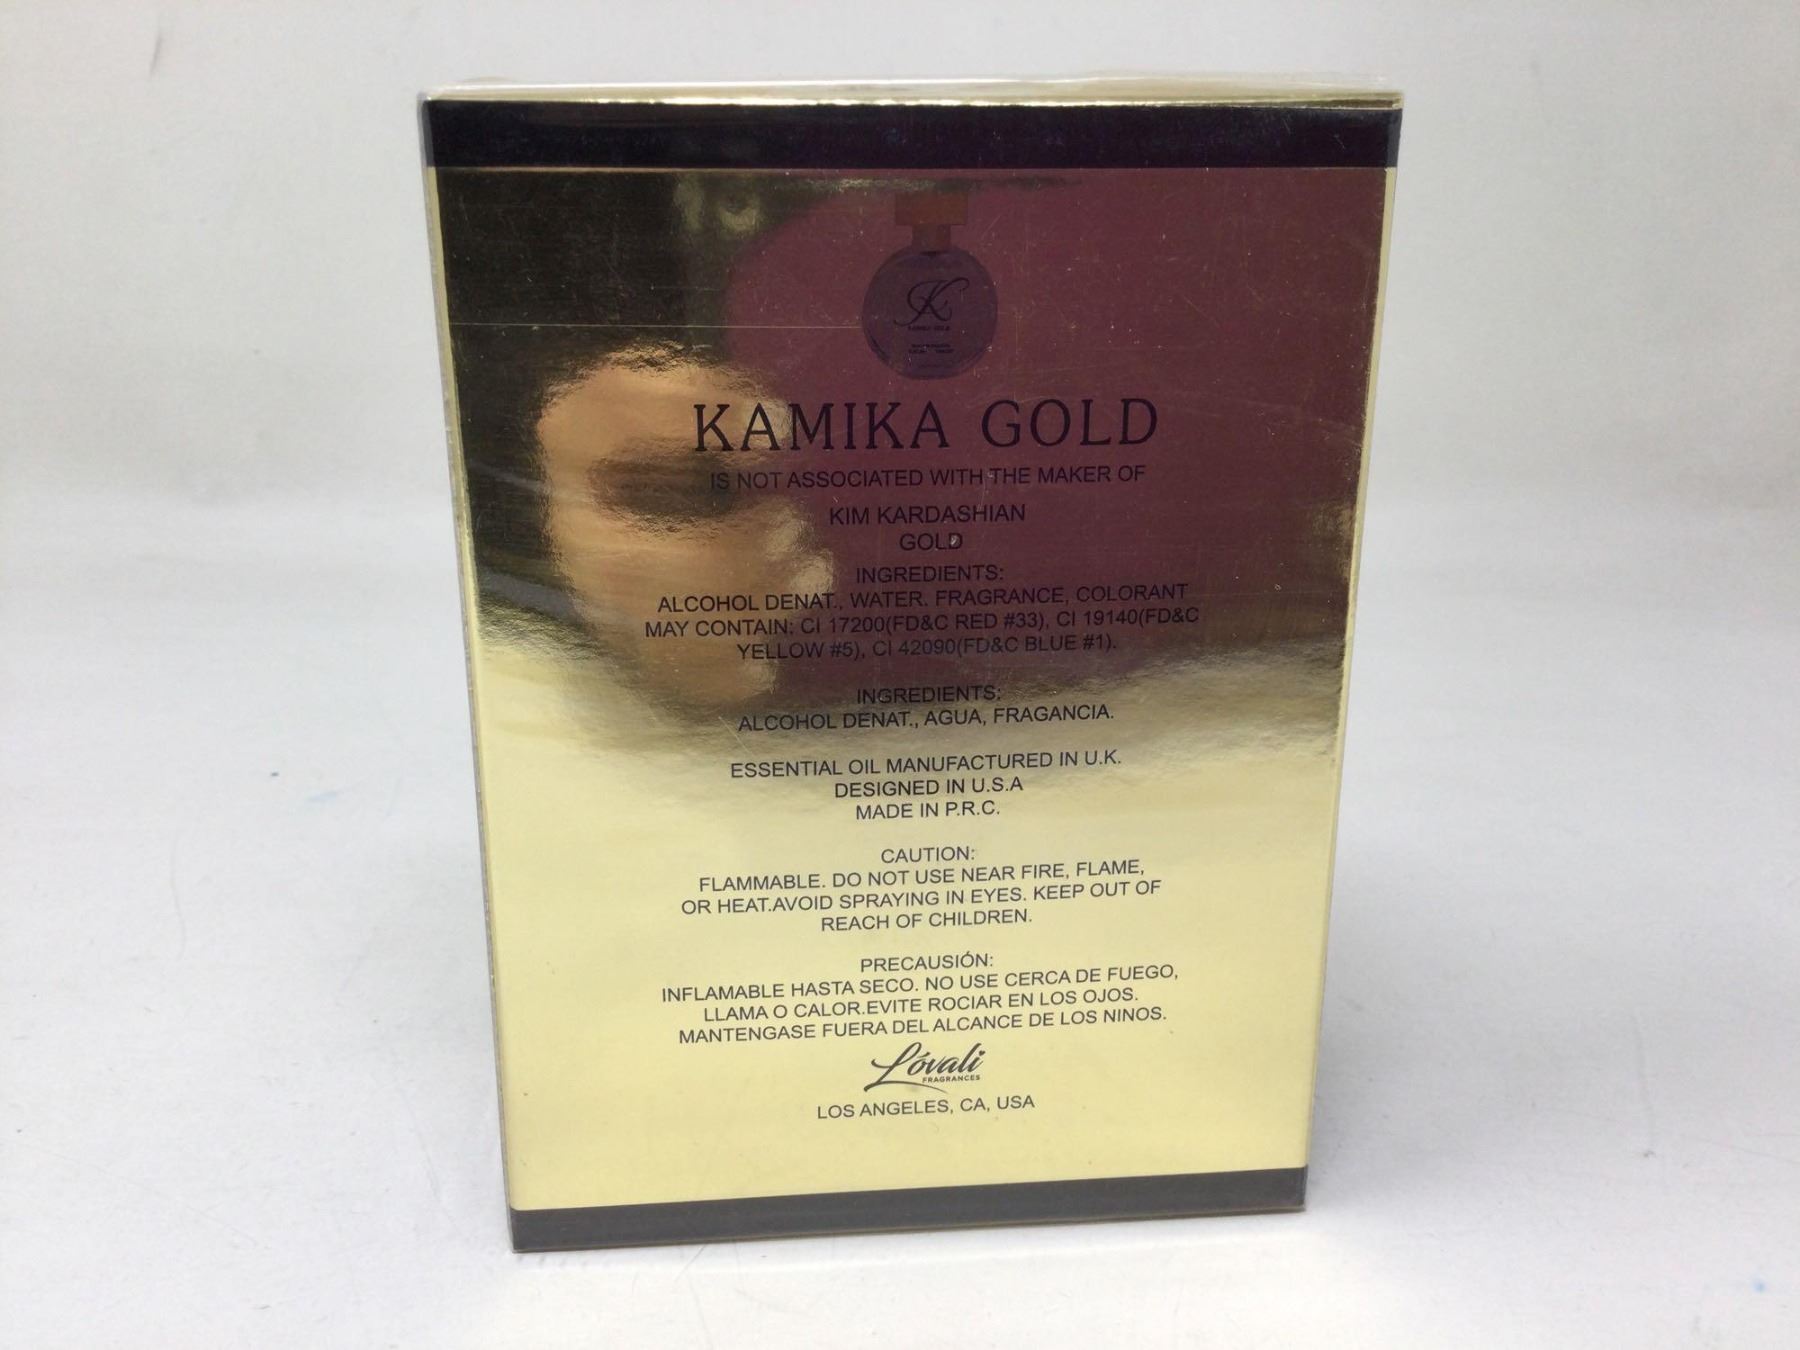 K
KAMIKA GOLD
IS NOT ASSOCIATED WITH THE MAKER OF
KIM KARDASHIAN
GOLD
INGREDIENTS:
ALCOHOL DENAT., WATER. FRAGRANCE, COLORANT
MAY CONTAIN: CI 17200(FD&C RED #33), CI 19140(FD&C
YELLOW #5), CI 42090(FD&C BLUE #1).
INGREDIENTS:
ALCOHOL DENAT., AGUA, FRAGANCIA.
ESSENTIAL OIL MANUFACTURED IN U.K.
DESIGNED IN U.S.A
MADE IN P.R.C.
CAUTION:
FLAMMABLE. DO NOT USE NEAR FIRE, FLAME,
OR HEAT.AVOID SPRAYING IN EYES. KEEP OUT OF
REACH OF CHILDREN.
PRECAUSIÓN:
INFLAMABLE HASTA SECO. NO USE CERCA DE FUEGO,
LLAMA O CALOR.EVITE ROCIAR EN LOS OJOS.
MANTENGASE FUERA DEL ALCANCE DE LOS NINOS.
Lóvali
FRAGRANCES
LOS ANGELES, CA, USA